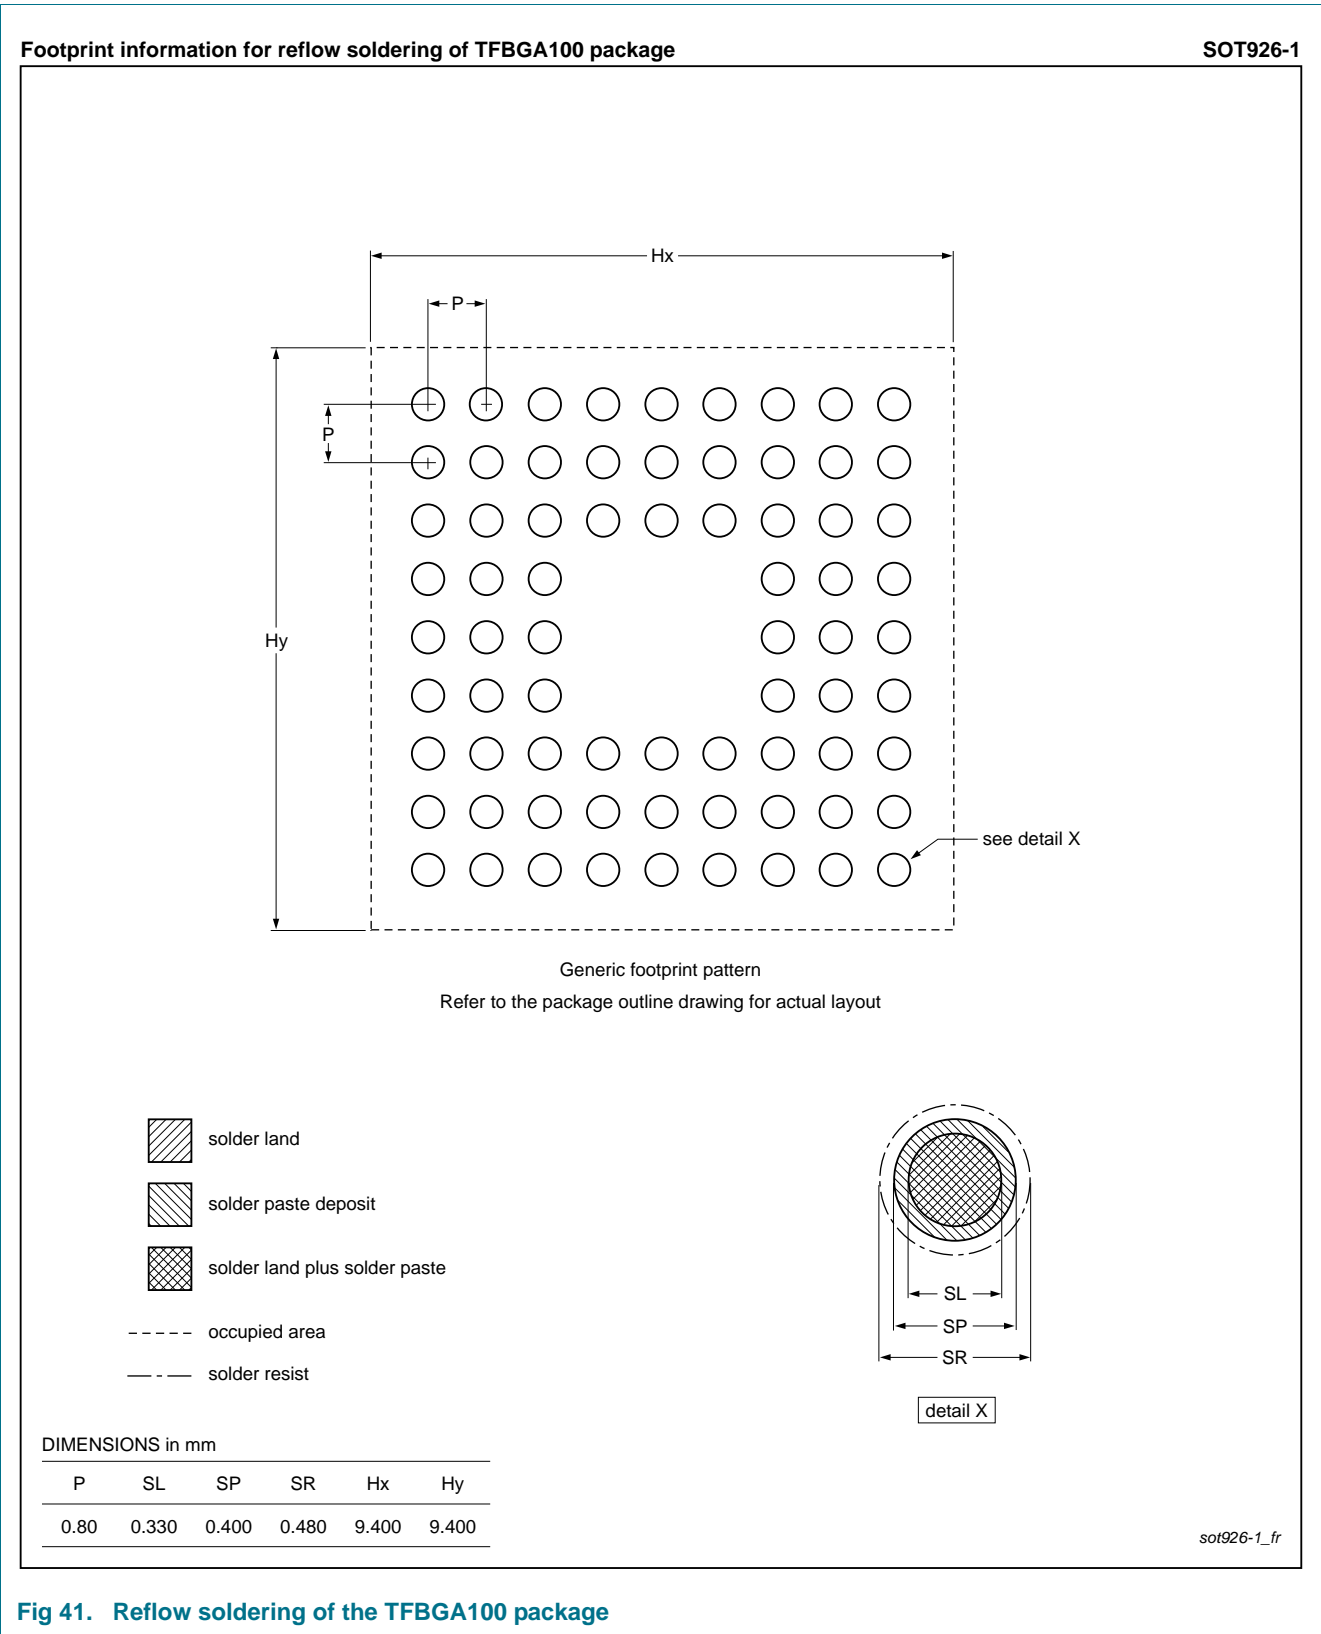 Footprint information for reflow soldering of TFBGA100 package SOT926-1
Hx
P
P
Hy
see detail X
Generic footprint pattern
Refer to the package outline drawing for actual layout
solder land
solder paste deposit
solder land plus solder paste
occupied area
solder resist
SL
SP
SR
detail X
DIMENSIONS in mm
P SL SP SR Hx Hy
0.80 0.330 0.400 0.480 9.400 9.400
sot926-1_fr
Fig 41. Reflow soldering of the TFBGA100 package